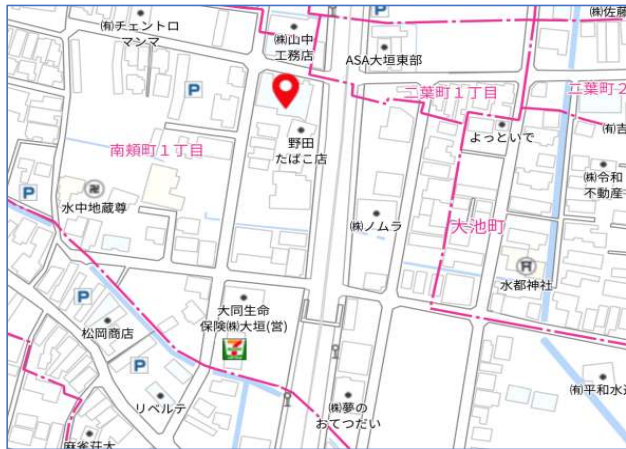 ㈲チェントロ
マシマ
㈱山中
工務店
㈱佐藤
P
P
ASA大垣東部
二葉町1丁目
二葉町2
よっといで
㈲吉
野田
たばこ店
南頬町1丁目
㈱令和
不動産
P
水中地蔵尊
㈱ノムラ
大池町
水都神社
P
大同生命
保険㈱大垣(営)
松岡商店
P
7
㈲平和水道
リベルテ
㈱夢の
おてつだい
麻雀荘大